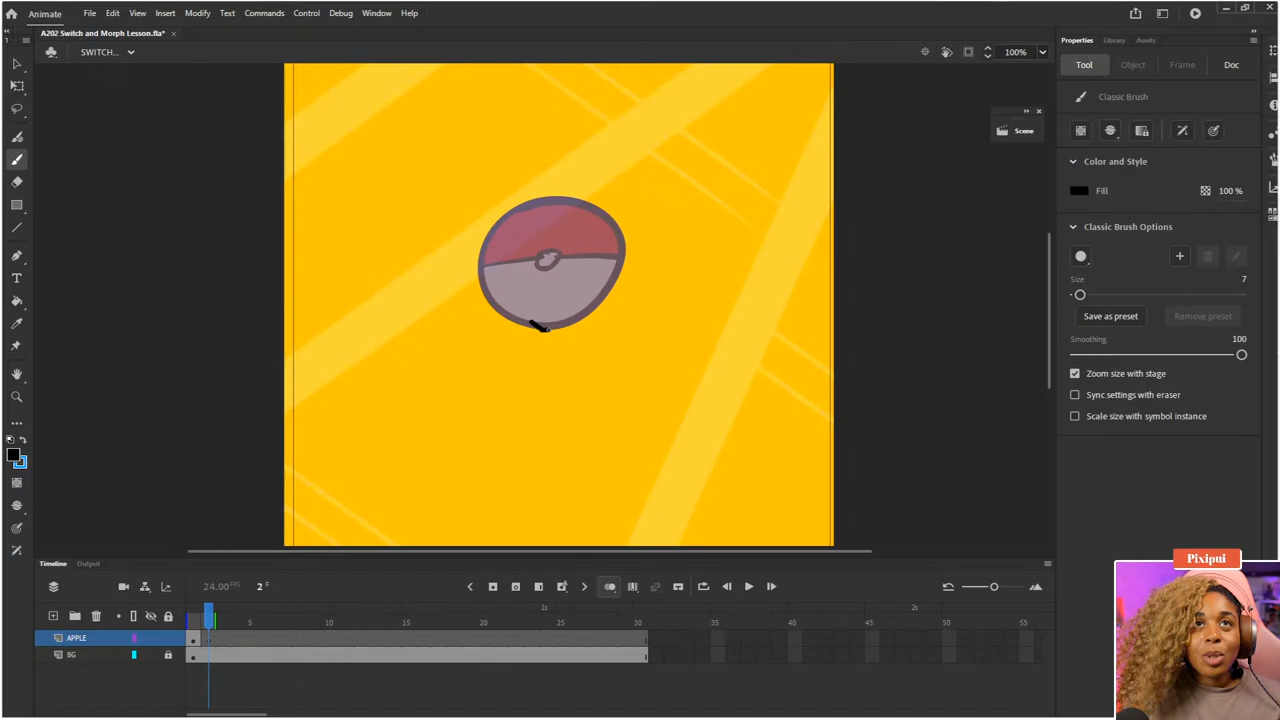 Animate File Edit View Insert Modify Text Commands Control Debug Window Help
A202 Switch and Morph Lesson.fla*
SWITCH... 100%
Properties Library Assets
Tool Object Frame Doc
Classic Brush
Scene
Color and Style
Fill 100 %
Classic Brush Options
Size
7
Save as preset Remove preset
Smoothing 100
Zoom size with stage
Sync settings with eraser
Scale size with symbol instance
Timeline Output
24.00 FPS 2 F
1s 2s
5 10 15 20 25 30 35 40 45 50 55
APPLE
BG
Pixipui